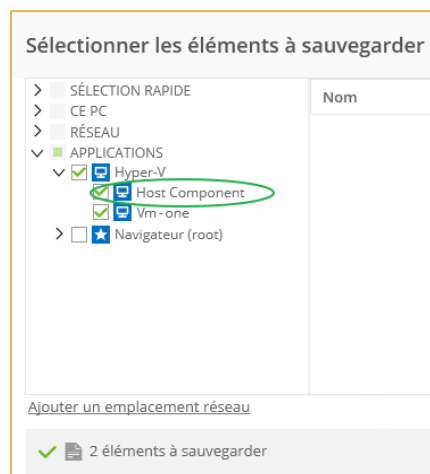 Sélectionner les éléments à sauvegarder
SÉLECTION RAPIDE
CE PC
RÉSEAU
APPLICATIONS
Hyper-V
Host Component
Vm-one
Navigateur (root)
Nom
Ajouter un emplacement réseau
2 éléments à sauvegarder